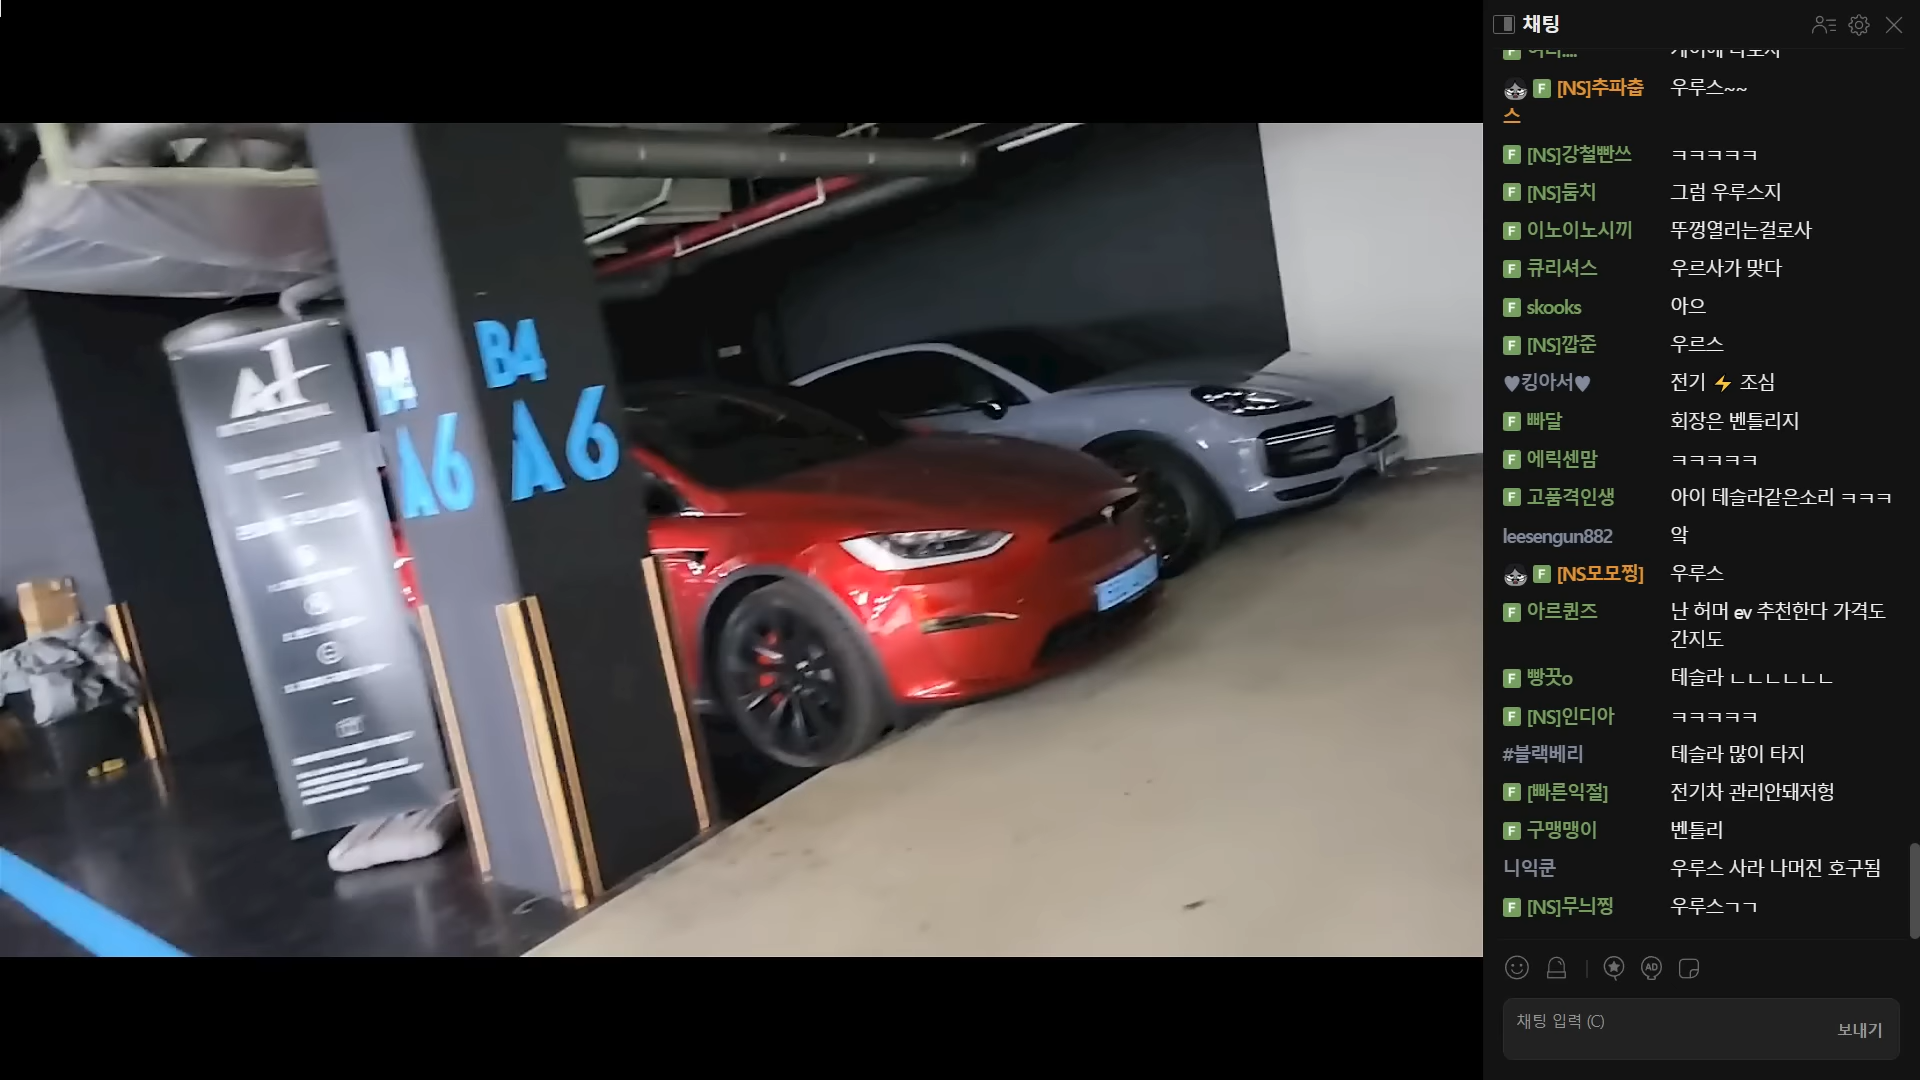 채팅
[NS]추파춥스 우루스~~
[NS]강철빤쓰 ㅋㅋㅋㅋㅋ
[NS]둠치 그럼 우루스지
이노이노시끼 뚜껑열리는걸로사
큐리셔스 우르사가 맞다
skooks 아으
[NS]깝준 우르스
♥킹아서♥ 전기 ⚡ 조심
빠달 회장은 벤틀리지
에릭센맘 ㅋㅋㅋㅋㅋ
고품격인생 아이 테슬라같은소리 ㅋㅋㅋ
leesengun882 앜
[NS모모찡] 우루스
아르퀸즈 난 허머 ev 추천한다 가격도
간지도
빵끗o 테슬라 ㄴㄴㄴㄴㄴㄴ
[NS]인디아 ㅋㅋㅋㅋㅋ
#블랙베리 테슬라 많이 타지
[빠른익절] 전기차 관리안돼저형
구맹맹이 벤틀리
니익쿤 우루스 사라 나머진 호구됨
[NS]무늬찡 우루스ㄱㄱ
채팅 입력 (C)
보내기
B4
A6
B4
A6